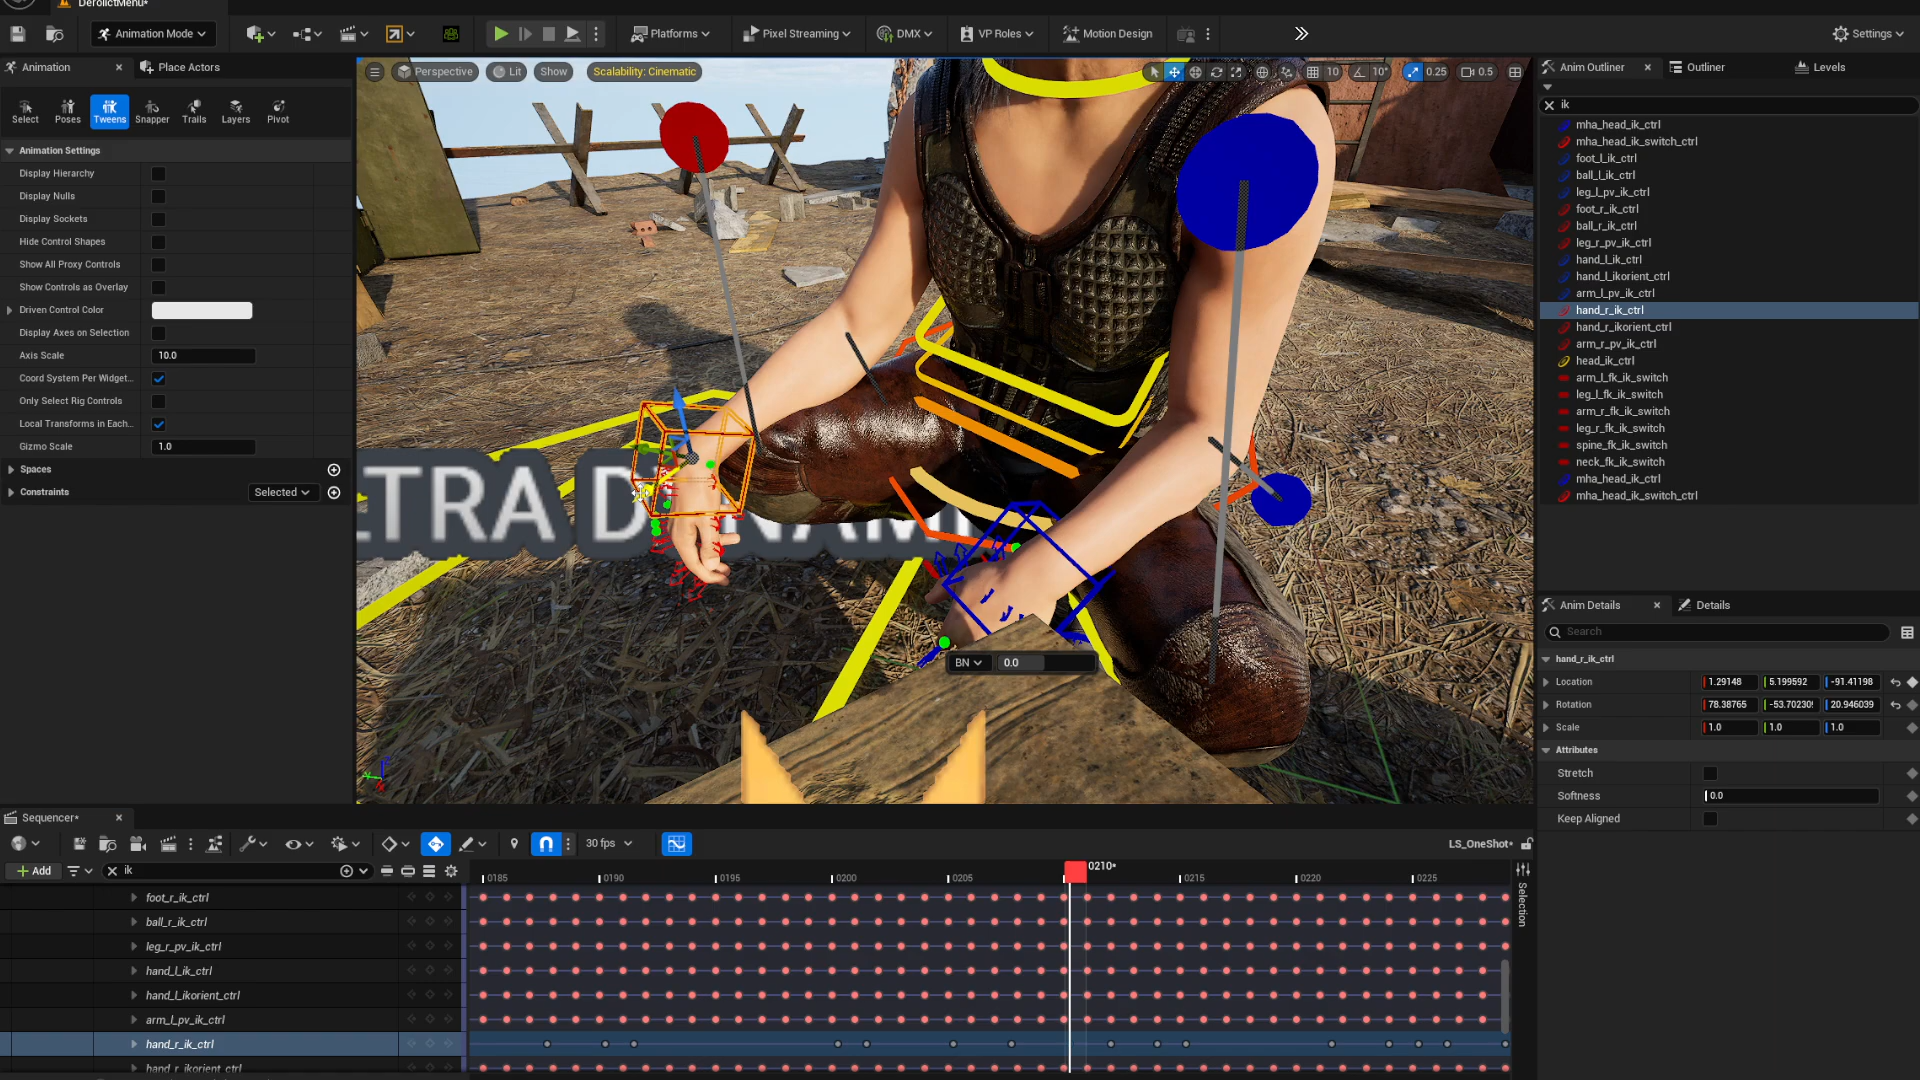 DerolictMenu*
Animation Mode
Platforms
Pixel Streaming
DMX
VP Roles
Motion Design
Settings
Animation
Place Actors
Perspective
Lit
Show
Scalability: Cinematic
10
10°
0.25
0.5
Anim Outliner
Outliner
Levels
Select
Poses
Tweens
Snapper
Trails
Layers
Pivot
Animation Settings
Display Hierarchy
Display Nulls
Display Sockets
Hide Control Shapes
Show All Proxy Controls
Show Controls as Overlay
Driven Control Color
Display Axes on Selection
Axis Scale 10.0
Coord System Per Widget...
Only Select Rig Controls
Local Transforms in Each...
Gizmo Scale 1.0
Spaces
Constraints Selected
LTRA DYNAMI
BN 0.0
ik
mha_head_ik_ctrl
mha_head_ik_switch_ctrl
foot_l_ik_ctrl
ball_l_ik_ctrl
leg_l_pv_ik_ctrl
foot_r_ik_ctrl
ball_r_ik_ctrl
leg_r_pv_ik_ctrl
hand_l_ik_ctrl
hand_l_ikorient_ctrl
arm_l_pv_ik_ctrl
hand_r_ik_ctrl
hand_r_ikorient_ctrl
arm_r_pv_ik_ctrl
head_ik_ctrl
arm_l_fk_ik_switch
leg_l_fk_ik_switch
arm_r_fk_ik_switch
leg_r_fk_ik_switch
spine_fk_ik_switch
neck_fk_ik_switch
mha_head_ik_ctrl
mha_head_ik_switch_ctrl
Anim Details
Details
Search
hand_r_ik_ctrl
Location 1.29148 5.199592 -91.41198
Rotation 78.38765 -53.70230 20.946039
Scale 1.0 1.0 1.0
Attributes
Stretch
Softness 0.0
Keep Aligned
Sequencer*
30 fps
LS_OneShot*
Add
ik
0185 0190 0195 0200 0205 0210* 0215 0220 0225
Selection
foot_r_ik_ctrl
ball_r_ik_ctrl
leg_r_pv_ik_ctrl
hand_l_ik_ctrl
hand_l_ikorient_ctrl
arm_l_pv_ik_ctrl
hand_r_ik_ctrl
hand_r_ikorient_ctrl